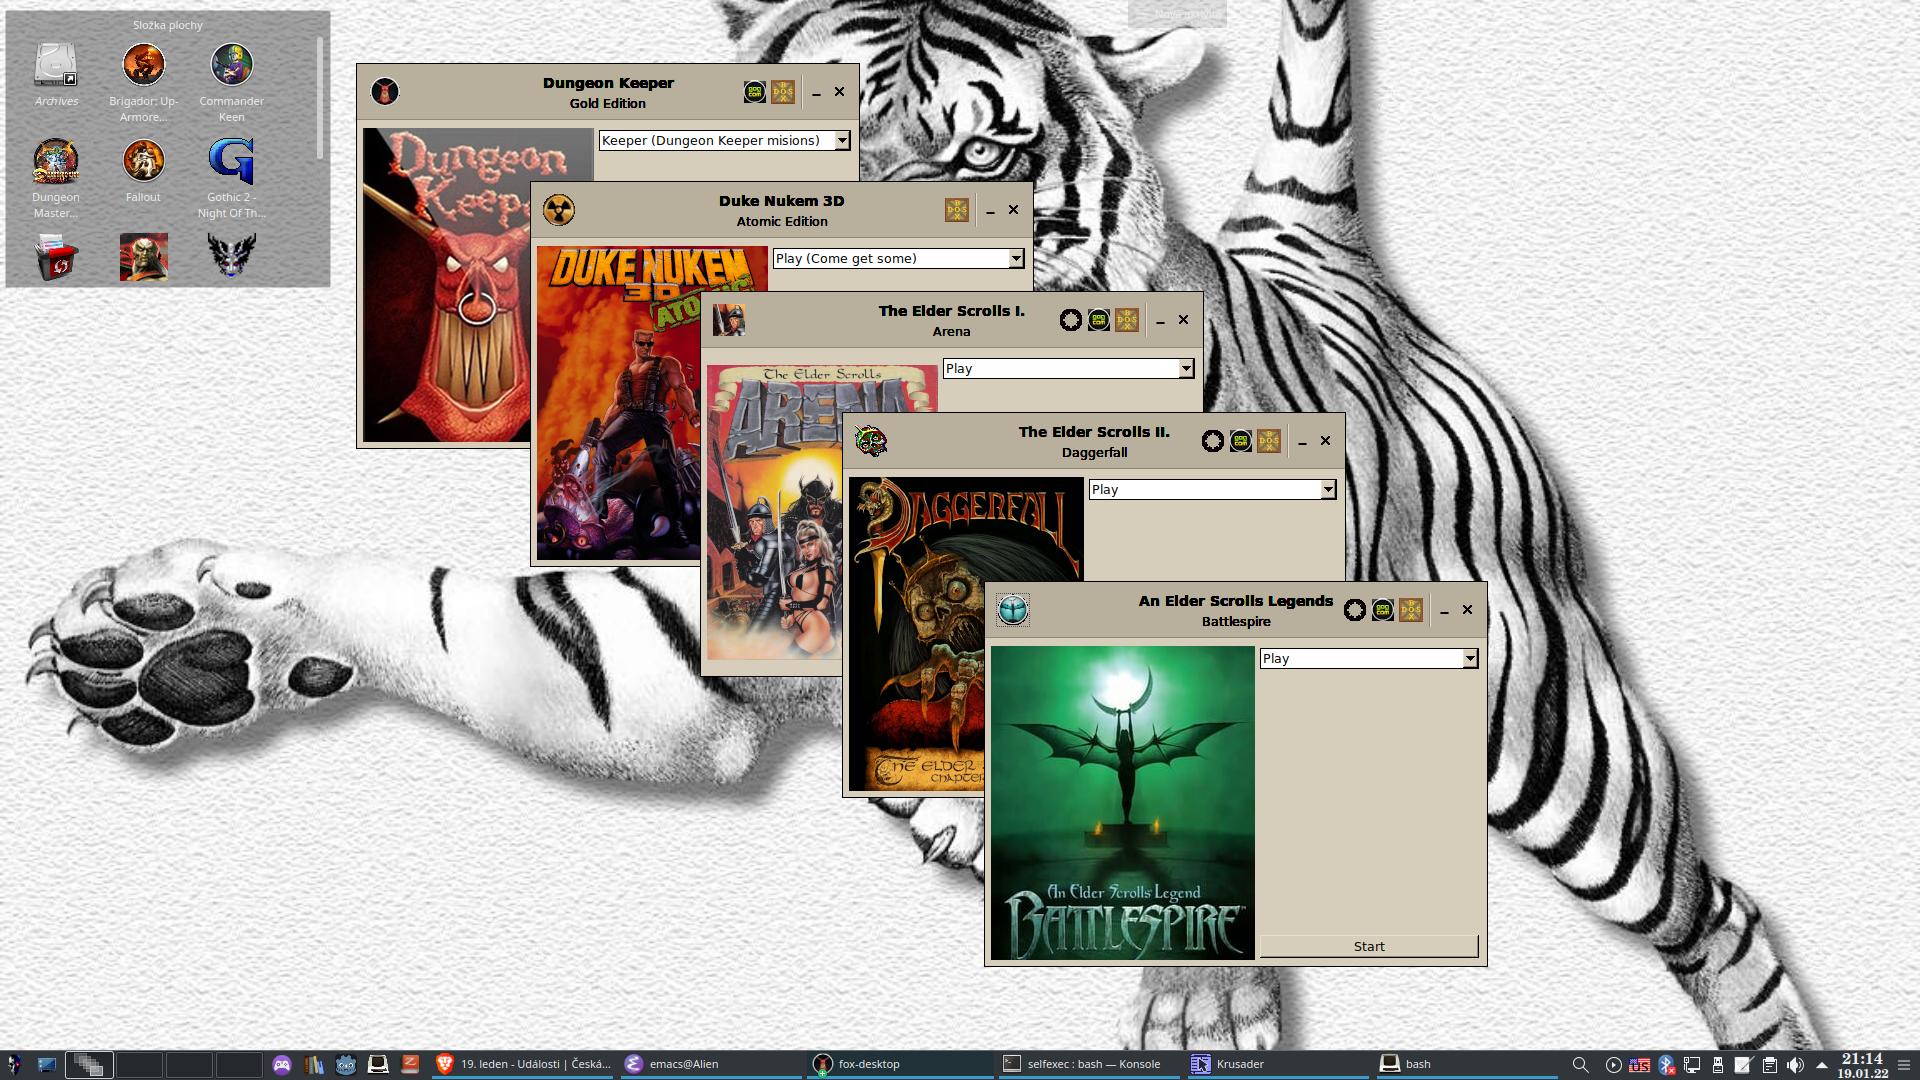 Složka plochy
Archives
Brigador: Up-
Armore...
Commander
Keen
Dungeon
Master...
Fallout
Gothic 2 -
Night Of Th...
Dungeon Keeper
Gold Edition
Keeper (Dungeon Keeper misions)
Dungeon
Keepe
Duke Nukem 3D
Atomic Edition
Play (Come get some)
DUKE NUKEM
3D
ATO
The Elder Scrolls I.
Arena
Play
The Elder Scrolls
ARENA
The Elder Scrolls II.
Daggerfall
Play
DAGGERFALL
THE ELDER
CHAPTER
An Elder Scrolls Legends
Battlespire
Play
An Elder Scrolls Legend
BATTLESPIRE
Start
19. leden - Události | Česká...
emacs@Alien
fox-desktop
selfexec : bash — Konsole
Krusader
bash
US
21:14
19.01.22